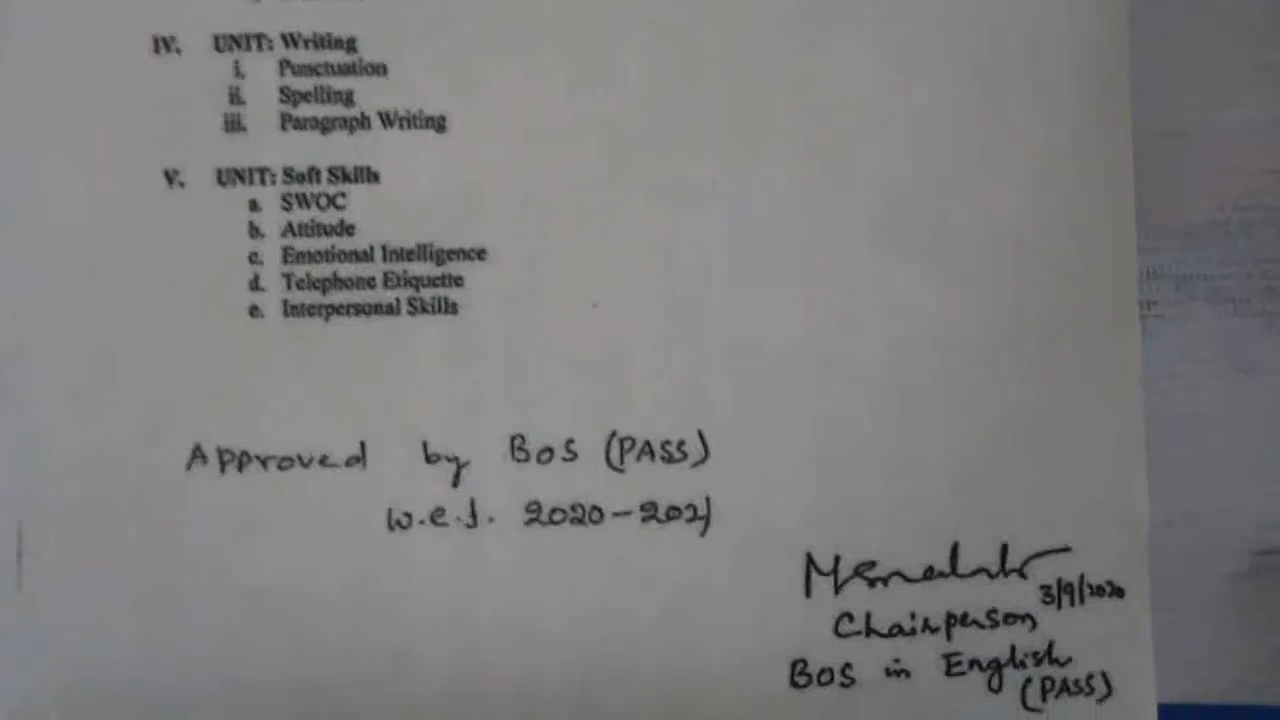 IV. UNIT: Writing
i. Punctuation
ii. Spelling
iii. Paragraph Writing
V. UNIT: Soft Skills
a. SWOC
b. Attitude
c. Emotional Intelligence
d. Telephone Etiquette
e. Interpersonal Skills
Approved by BOS (PASS)
w.e.f. 2020-2021
3/9/2020
Chairperson
BOS in English
(PASS)